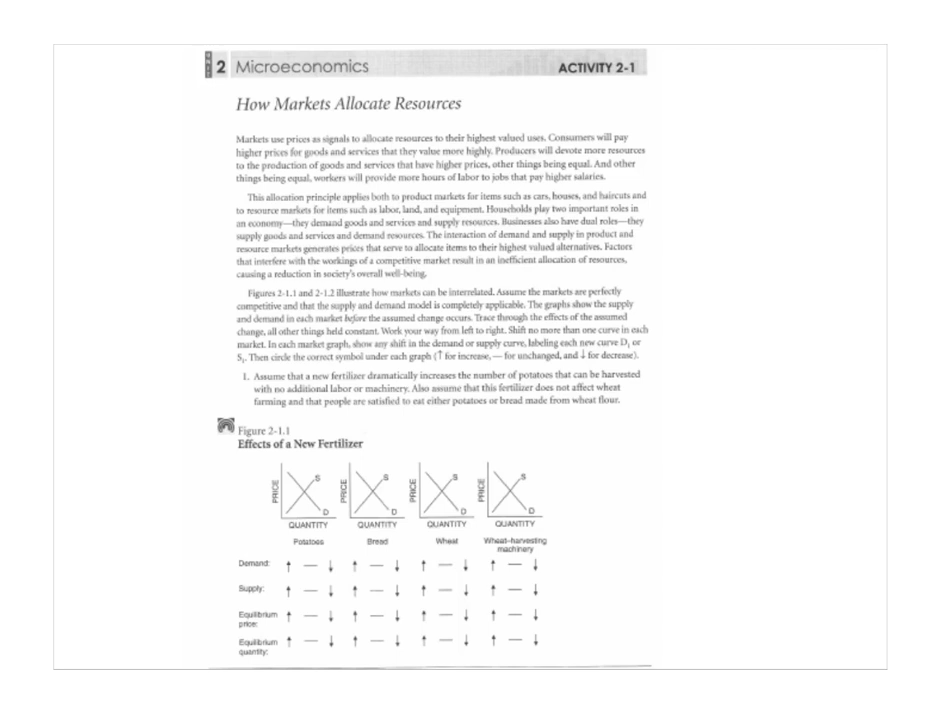 UNIT
2 Microeconomics ACTIVITY 2-1
How Markets Allocate Resources
Markets use prices as signals to allocate resources to their highest valued uses. Consumers will pay
higher prices for goods and services that they value more highly. Producers will devote more resources
to the production of goods and services that have higher prices, other things being equal. And other
things being equal, workers will provide more hours of labor to jobs that pay higher salaries.
This allocation principle applies both to product markets for items such as cars, houses, and haircuts and
to resource markets for items such as labor, land, and equipment. Households play two important roles in
an economy—they demand goods and services and supply resources. Businesses also have dual roles—they
supply goods and services and demand resources. The interaction of demand and supply in product and
resource markets generates prices that serve to allocate items to their highest valued alternatives. Factors
that interfere with the workings of a competitive market result in an inefficient allocation of resources,
causing a reduction in society's overall well-being.
Figures 2-1.1 and 2-1.2 illustrate how markets can be interrelated. Assume the markets are perfectly
competitive and that the supply and demand model is completely applicable. The graphs show the supply
and demand in each market before the assumed change occurs. Trace through the effects of the assumed
change, all other things held constant. Work your way from left to right. Shift no more than one curve in each
market. In each market graph, show any shift in the demand or supply curve, labeling each new curve D₁ or
S₁. Then circle the correct symbol under each graph (↑ for increase, — for unchanged, and ↓ for decrease).
1. Assume that a new fertilizer dramatically increases the number of potatoes that can be harvested
with no additional labor or machinery. Also assume that this fertilizer does not affect wheat
farming and that people are satisfied to eat either potatoes or bread made from wheat flour.
Figure 2-1.1
Effects of a New Fertilizer
PRICE S D PRICE S D PRICE S D PRICE S D
QUANTITY QUANTITY QUANTITY QUANTITY
Potatoes Bread Wheat Wheat-harvesting
machinery
Demand: ↑ — ↓ ↑ — ↓ ↑ — ↓ ↑ — ↓
Supply: ↑ — ↓ ↑ — ↓ ↑ — ↓ ↑ — ↓
Equilibrium ↑ — ↓ ↑ — ↓ ↑ — ↓ ↑ — ↓
price:
Equilibrium ↑ — ↓ ↑ — ↓ ↑ — ↓ ↑ — ↓
quantity: